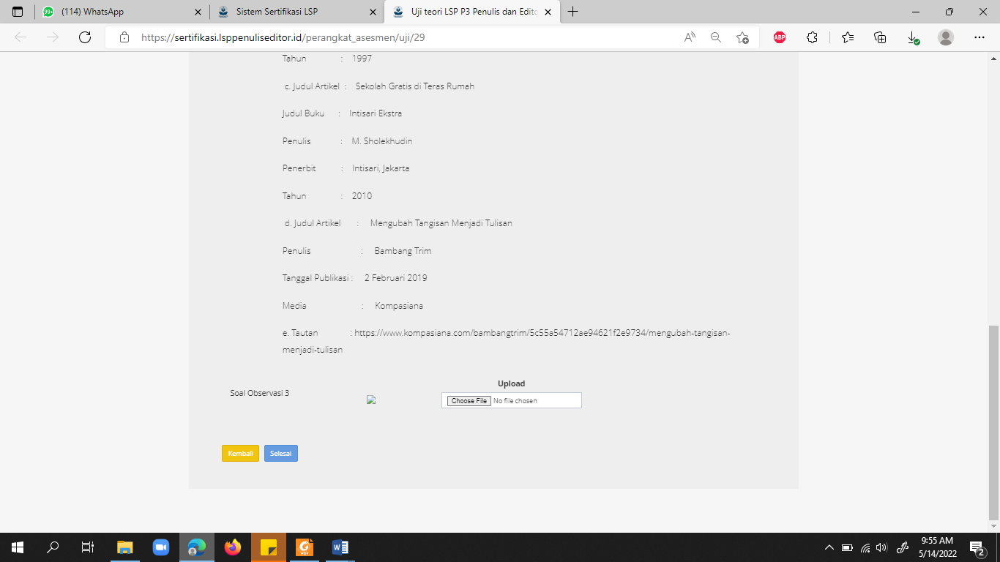 (114) WhatsApp
Sistem Sertifikasi LSP
Uji teori LSP P3 Penulis dan Edito
https://sertifikasi.lsppenuliseditor.id/perangkat_asesmen/uji/29
Tahun : 1997
c. Judul Artikel : Sekolah Gratis di Teras Rumah
Judul Buku : Intisari Ekstra
Penulis : M. Sholekhudin
Penerbit : Intisari, Jakarta
Tahun : 2010
d. Judul Artikel : Mengubah Tangisan Menjadi Tulisan
Penulis : Bambang Trim
Tanggal Publikasi : 2 Februari 2019
Media : Kompasiana
e. Tautan : https://www.kompasiana.com/bambangtrim/5c55a54712ae94621f2e9734/mengubah-tangisan-
menjadi-tulisan
Upload
Soal Observasi 3
Choose File No file chosen
Kembali Selesai
9:55 AM
5/14/2022
2
99+
ABP
PDF